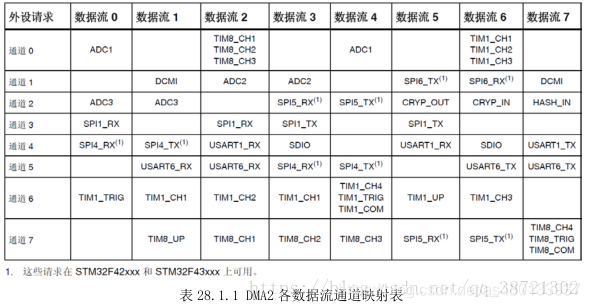 外设请求 数据流 0 数据流 1 数据流 2 数据流 3 数据流 4 数据流 5 数据流 6 数据流 7
通道 0 ADC1 TIM8_CH1 TIM8_CH2 TIM8_CH3 ADC1 TIM1_CH1 TIM1_CH2 TIM1_CH3
通道 1 DCMI ADC2 ADC2 SPI6_TX(1) SPI6_RX(1) DCMI
通道 2 ADC3 ADC3 SPI5_RX(1) SPI5_TX(1) CRYP_OUT CRYP_IN HASH_IN
通道 3 SPI1_RX SPI1_RX SPI1_TX SPI1_TX
通道 4 SPI4_RX(1) SPI4_TX(1) USART1_RX SDIO USART1_RX SDIO USART1_TX
通道 5 USART6_RX USART6_RX SPI4_RX(1) SPI4_TX(1) USART6_TX USART6_TX
通道 6 TIM1_TRIG TIM1_CH1 TIM1_CH2 TIM1_CH1 TIM1_CH4 TIM1_TRIG TIM1_COM TIM1_UP TIM1_CH3
通道 7 TIM8_UP TIM8_CH1 TIM8_CH2 TIM8_CH3 SPI5_RX(1) SPI5_TX(1) TIM8_CH4 TIM8_TRIG TIM8_COM
1. 这些请求在 STM32F42xxx 和 STM32F43xxx 上可用。
表 28.1.1 DMA2 各数据流通道映射表